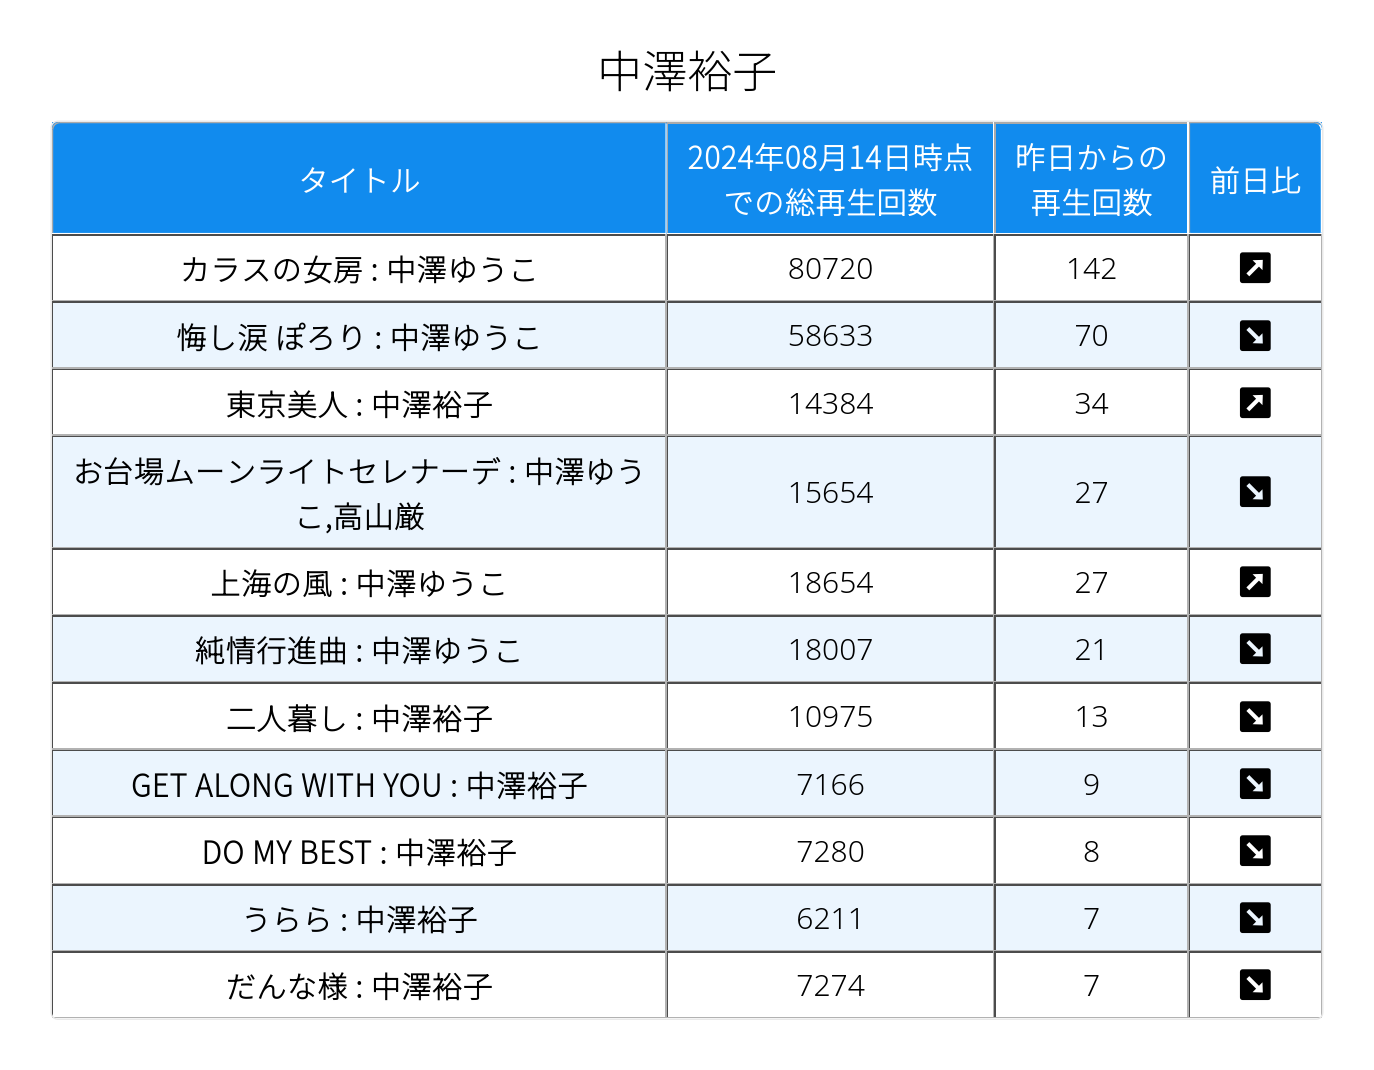 中澤裕子
タイトル
2024年08月14日時点
での総再生回数
昨日からの
再生回数
前日比
カラスの女房 : 中澤ゆうこ 80720 142
悔し涙 ぽろり : 中澤ゆうこ 58633 70
東京美人 : 中澤裕子 14384 34
お台場ムーンライトセレナーデ : 中澤ゆう
こ,高山厳 15654 27
上海の風 : 中澤ゆうこ 18654 27
純情行進曲 : 中澤ゆうこ 18007 21
二人暮し : 中澤裕子 10975 13
GET ALONG WITH YOU : 中澤裕子 7166 9
DO MY BEST : 中澤裕子 7280 8
うらら : 中澤裕子 6211 7
だんな様 : 中澤裕子 7274 7